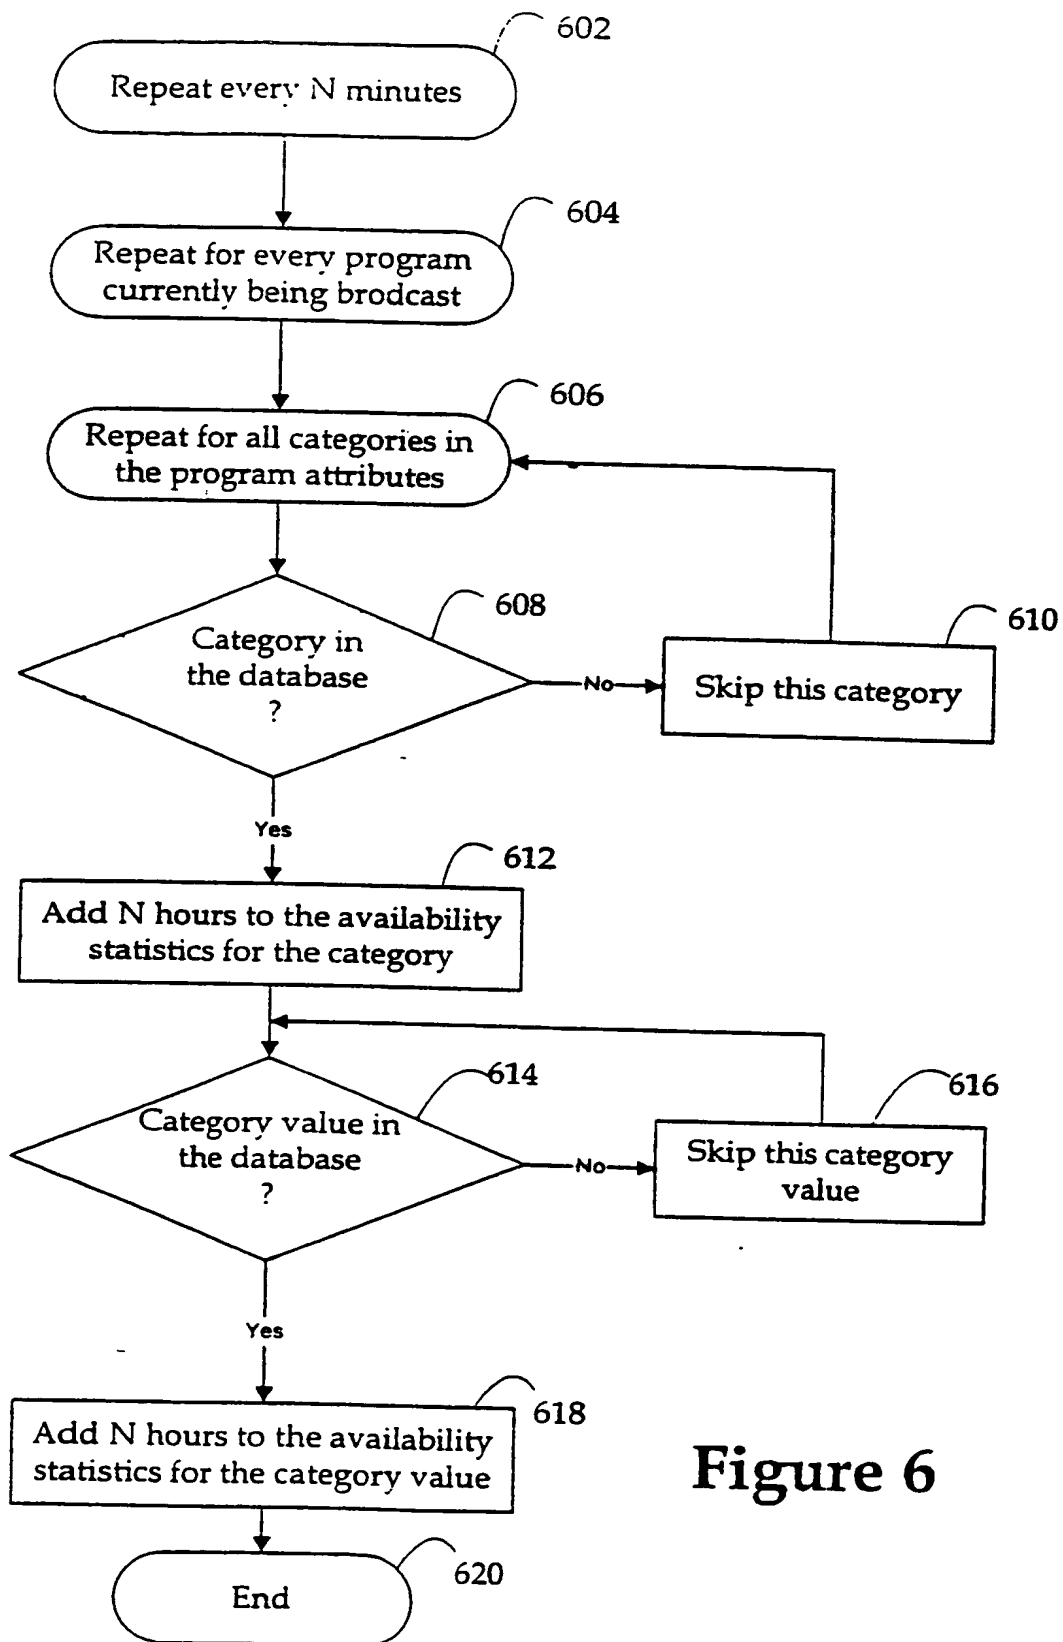 602
Repeat every N minutes
604
Repeat for every program
currently being brodcast
606
Repeat for all categories in
the program attributes
608
Category in
the database
?
No
610
Skip this category
Yes
612
Add N hours to the availability
statistics for the category
614
Category value in
the database
?
No
616
Skip this category
value
Yes
618
Add N hours to the availability
statistics for the category value
Figure 6
620
End